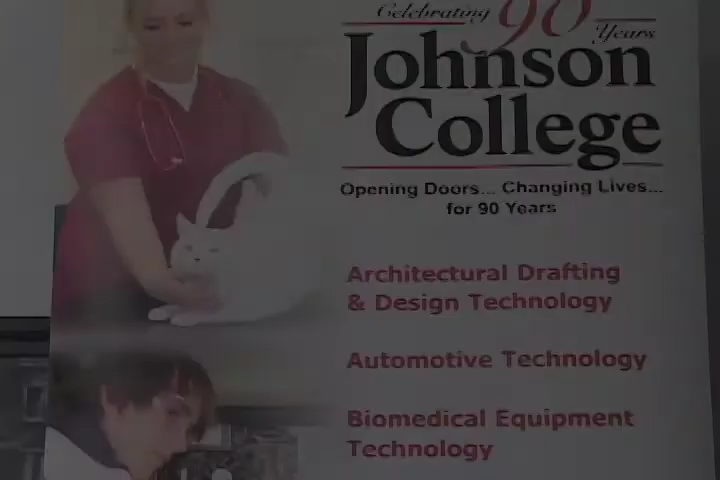 Celebrating 90 Years
Johnson
College
Opening Doors... Changing Lives...
for 90 Years
Architectural Drafting
& Design Technology
Automotive Technology
Biomedical Equipment
Technology